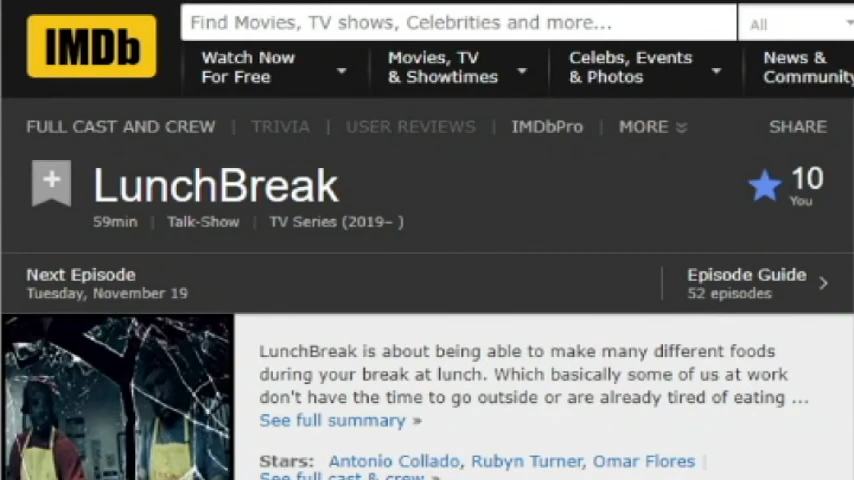 IMDb
Find Movies, TV shows, Celebrities and more...
All
Watch Now
For Free
Movies, TV
& Showtimes
Celebs, Events
& Photos
News &
Community
FULL CAST AND CREW | TRIVIA | USER REVIEWS | IMDbPro | MORE SHARE
LunchBreak
10
You
59min | Talk-Show | TV Series (2019– )
Next Episode
Tuesday, November 19
Episode Guide
52 episodes
LunchBreak is about being able to make many different foods
during your break at lunch. Which basically some of us at work
don't have the time to go outside or are already tired of eating ...
See full summary »
Stars: Antonio Collado, Rubyn Turner, Omar Flores |
See full cast & crew »